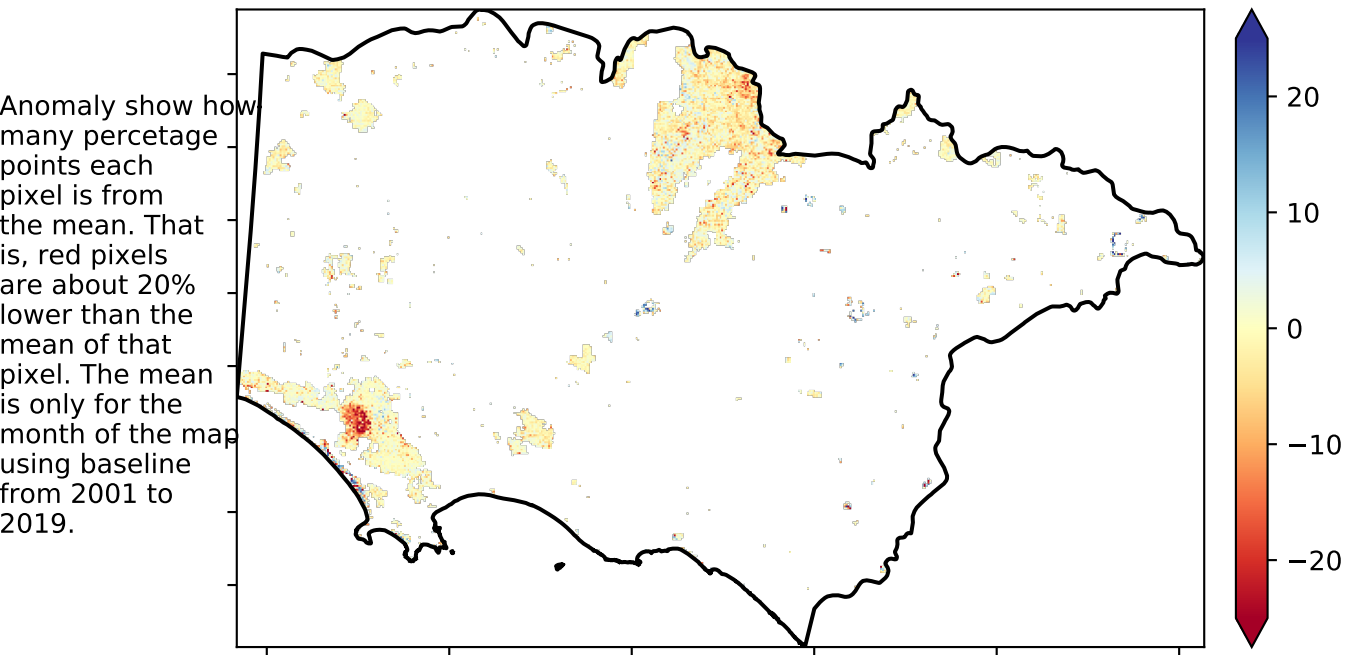 Anomaly show how
many percetage
points each
pixel is from
the mean. That
is, red pixels
are about 20%
lower than the
mean of that
pixel. The mean
is only for the
month of the map
using baseline
from 2001 to
2019.
20
10
0
−10
−20